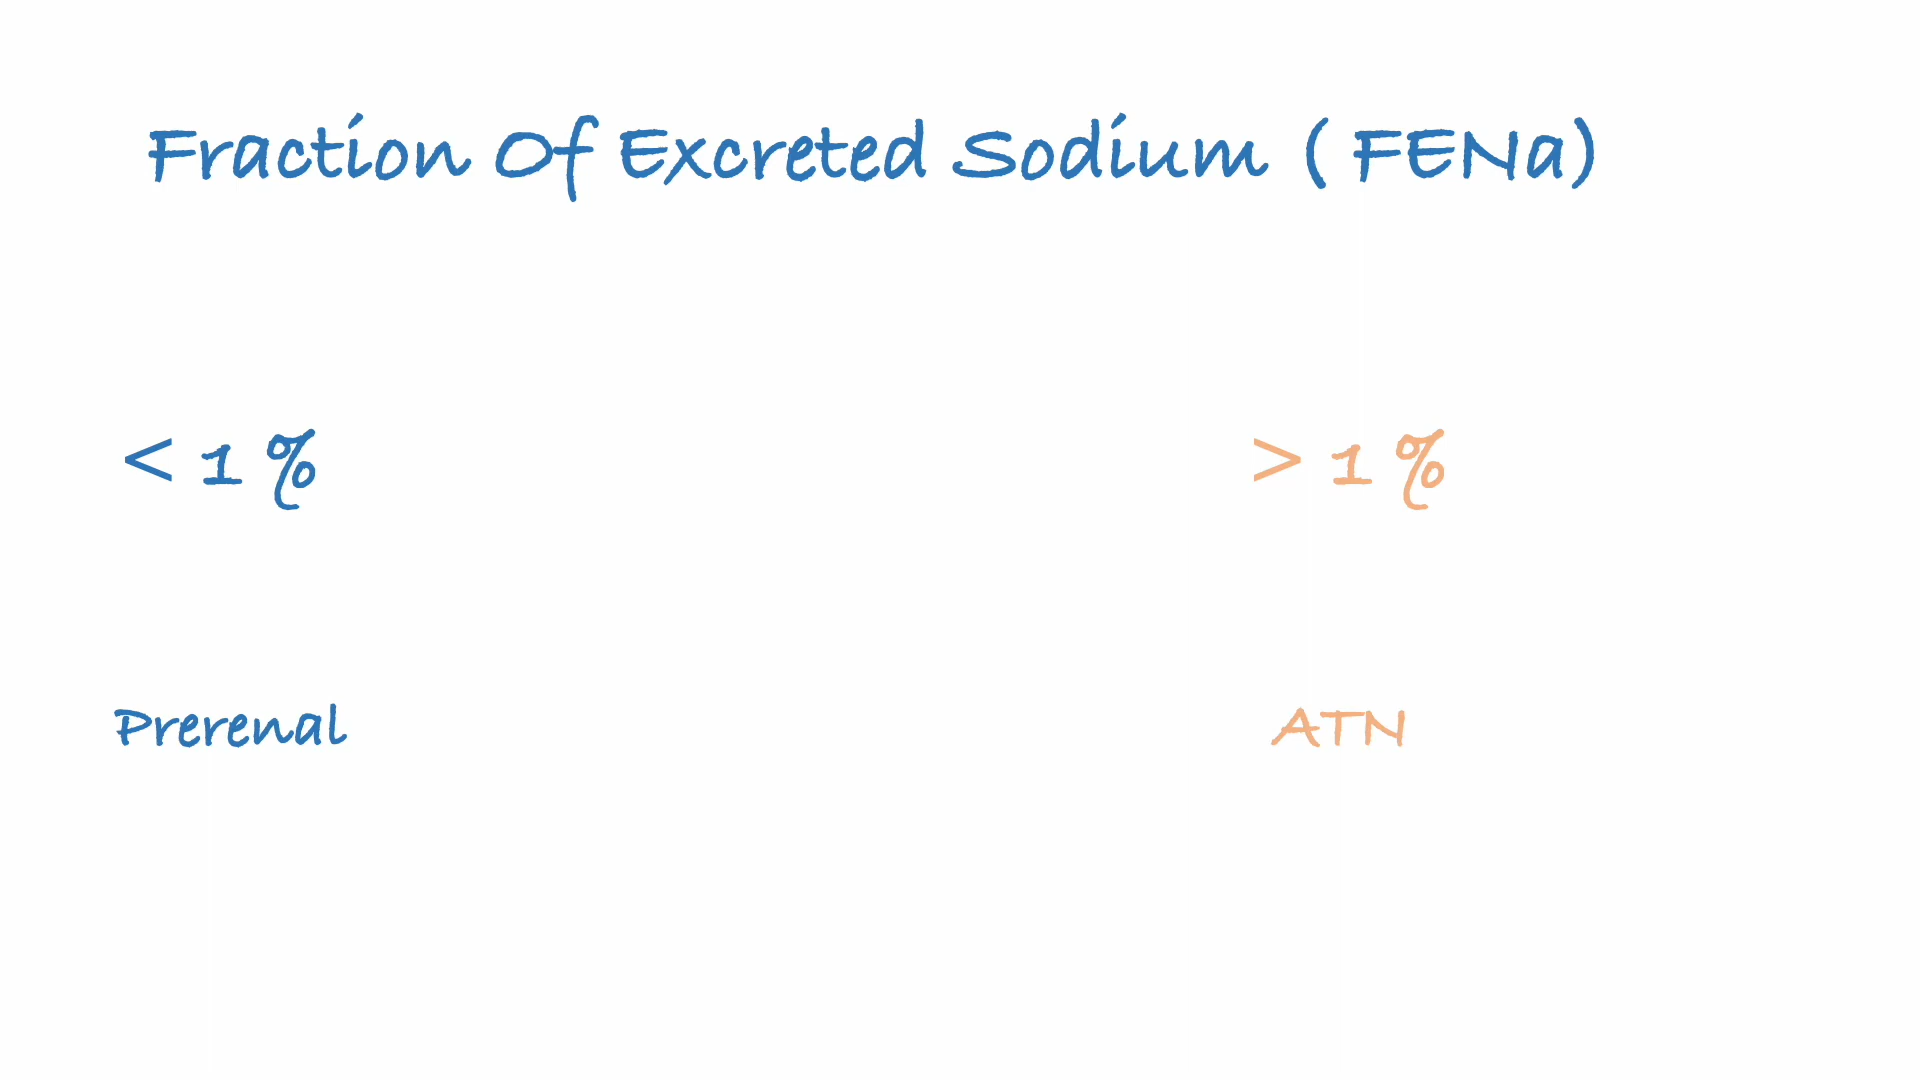 Fraction Of Excreted Sodium ( FENa)
< 1 %
> 1 %
Prerenal
ATN